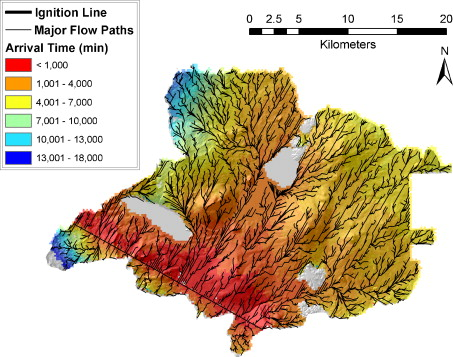 Ignition Line
Major Flow Paths
Arrival Time (min)
< 1,000
1,001 - 4,000
4,001 - 7,000
7,001 - 10,000
10,001 - 13,000
13,001 - 18,000
0 2.5 5 10 15 20
Kilometers
N